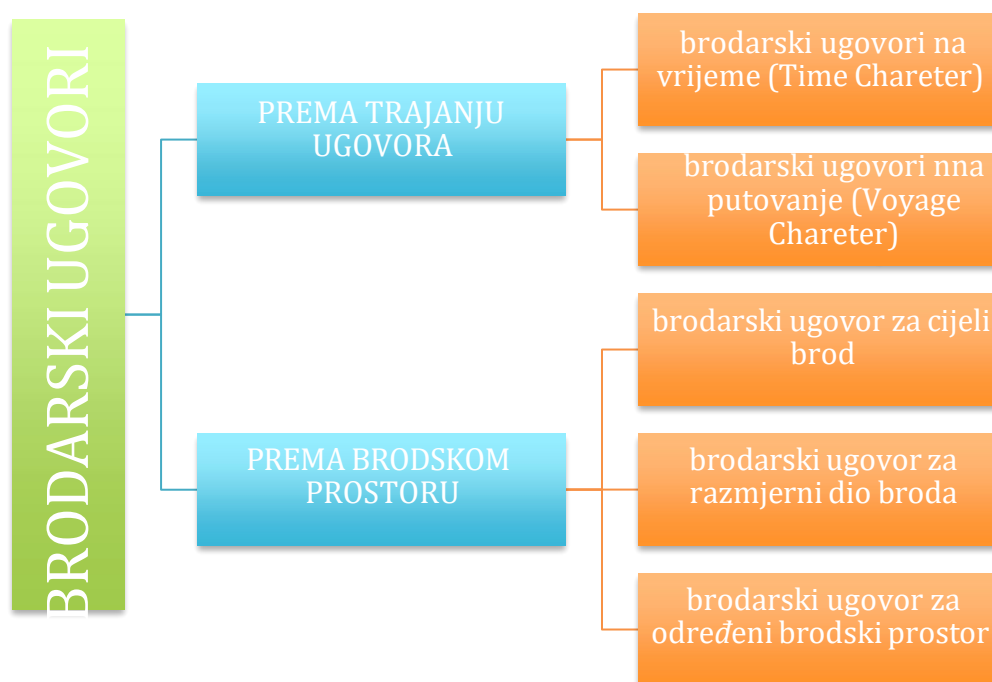 BRODARSKI UGOVORI
PREMA TRAJANJU
UGOVORA
brodarski ugovori na
vrijeme (Time Chareter)
brodarski ugovori nna
putovanje (Voyage
Chareter)
PREMA BRODSKOM
PROSTORU
brodarski ugovor za cijeli
brod
brodarski ugovor za
razmjerni dio broda
brodarski ugovor za
određeni brodski prostor